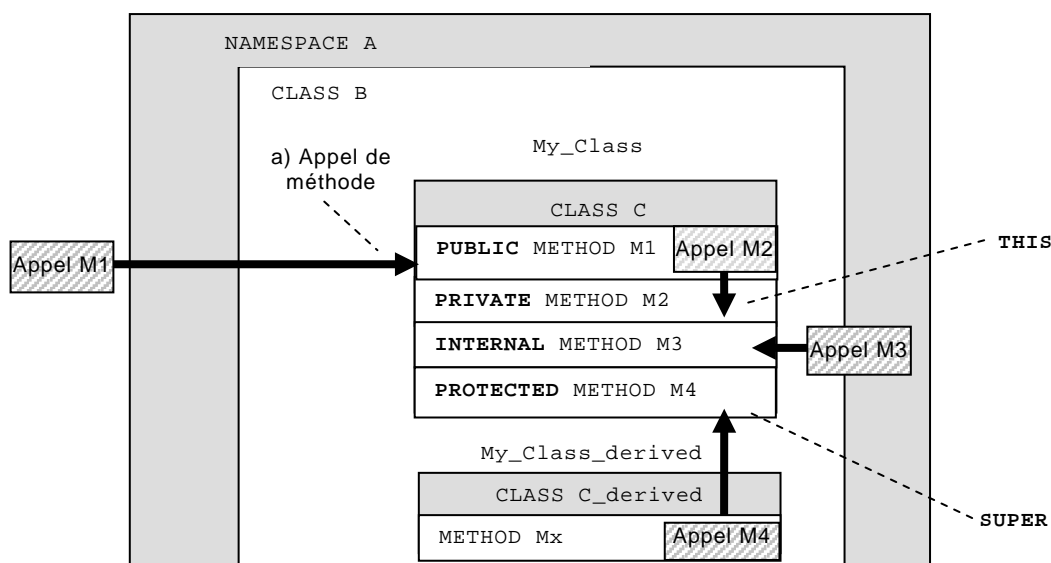 NAMESPACE A
CLASS B
My_Class
a) Appel de
méthode
CLASS C
PUBLIC METHOD M1
Appel M2
THIS
Appel M1
PRIVATE METHOD M2
INTERNAL METHOD M3
Appel M3
PROTECTED METHOD M4
My_Class_derived
CLASS C_derived
SUPER
METHOD Mx
Appel M4